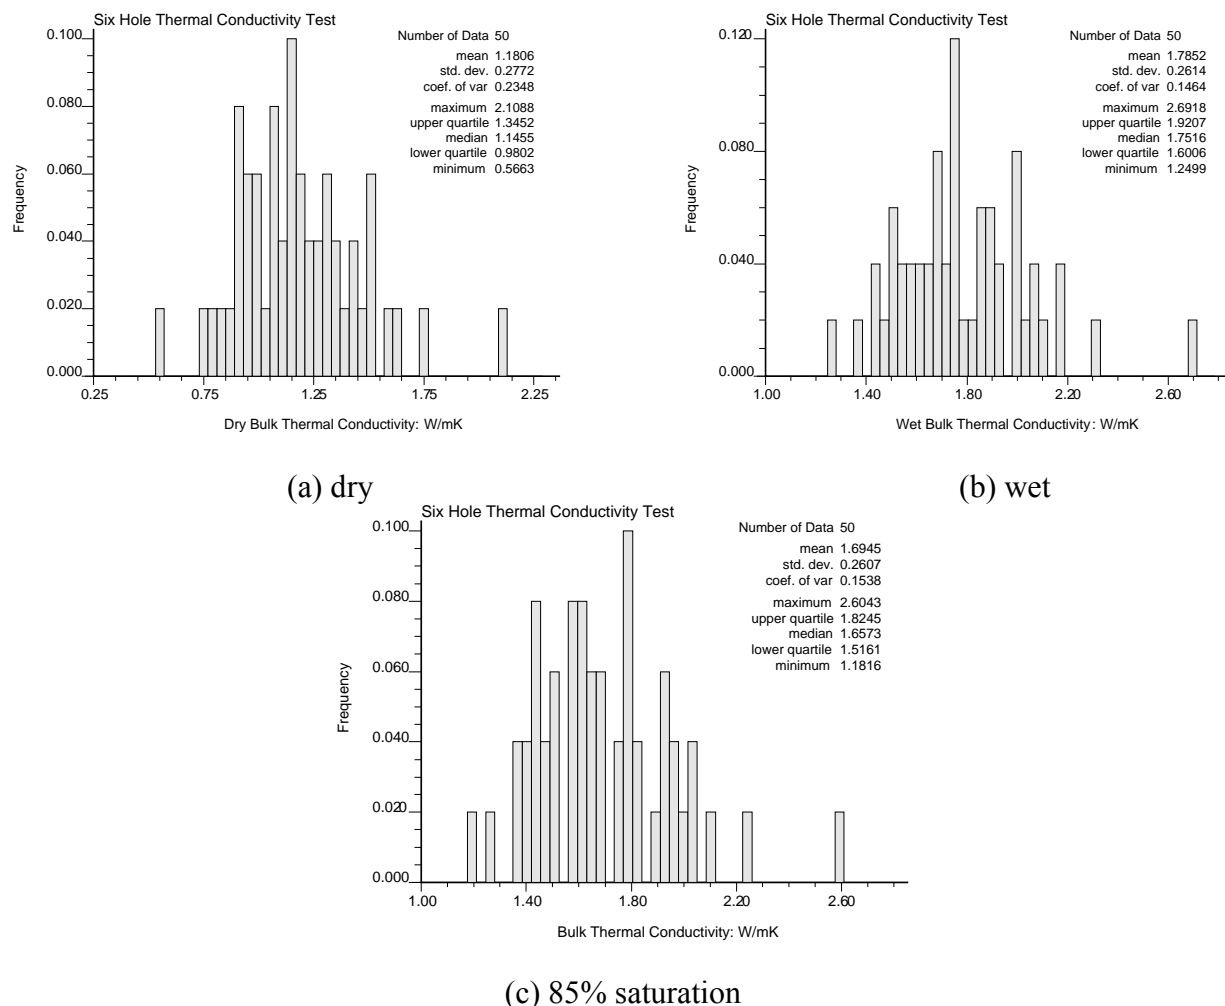 Six Hole Thermal Conductivity Test
Number of Data 50
mean 1.1806
std. dev. 0.2772
coef. of var 0.2348
maximum 2.1088
upper quartile 1.3452
median 1.1455
lower quartile 0.9802
minimum 0.5663
Frequency
0.100
0.080
0.060
0.040
0.020
0.000
0.25 0.75 1.25 1.75 2.25
Dry Bulk Thermal Conductivity: W/mK
(a) dry
Six Hole Thermal Conductivity Test
Number of Data 50
mean 1.7852
std. dev. 0.2614
coef. of var 0.1464
maximum 2.6918
upper quartile 1.9207
median 1.7516
lower quartile 1.6006
minimum 1.2499
Frequency
0.120
0.080
0.040
0.000
1.00 1.40 1.80 2.20 2.60
Wet Bulk Thermal Conductivity: W/mK
(b) wet
Six Hole Thermal Conductivity Test
Number of Data 50
mean 1.6945
std. dev. 0.2607
coef. of var 0.1538
maximum 2.6043
upper quartile 1.8245
median 1.6573
lower quartile 1.5161
minimum 1.1816
Frequency
0.100
0.080
0.060
0.040
0.020
0.000
1.00 1.40 1.80 2.20 2.60
Bulk Thermal Conductivity: W/mK
(c) 85% saturation